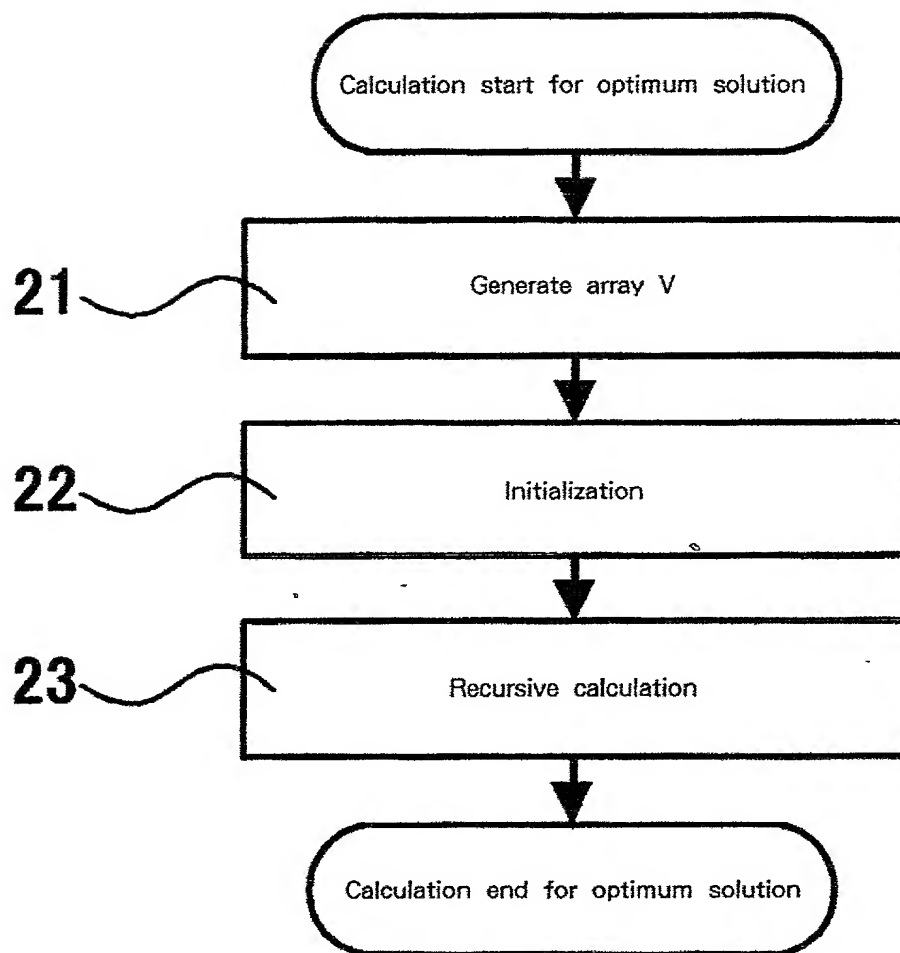 Calculation start for optimum solution
21
Generate array V
22
Initialization
23
Recursive calculation
Calculation end for optimum solution